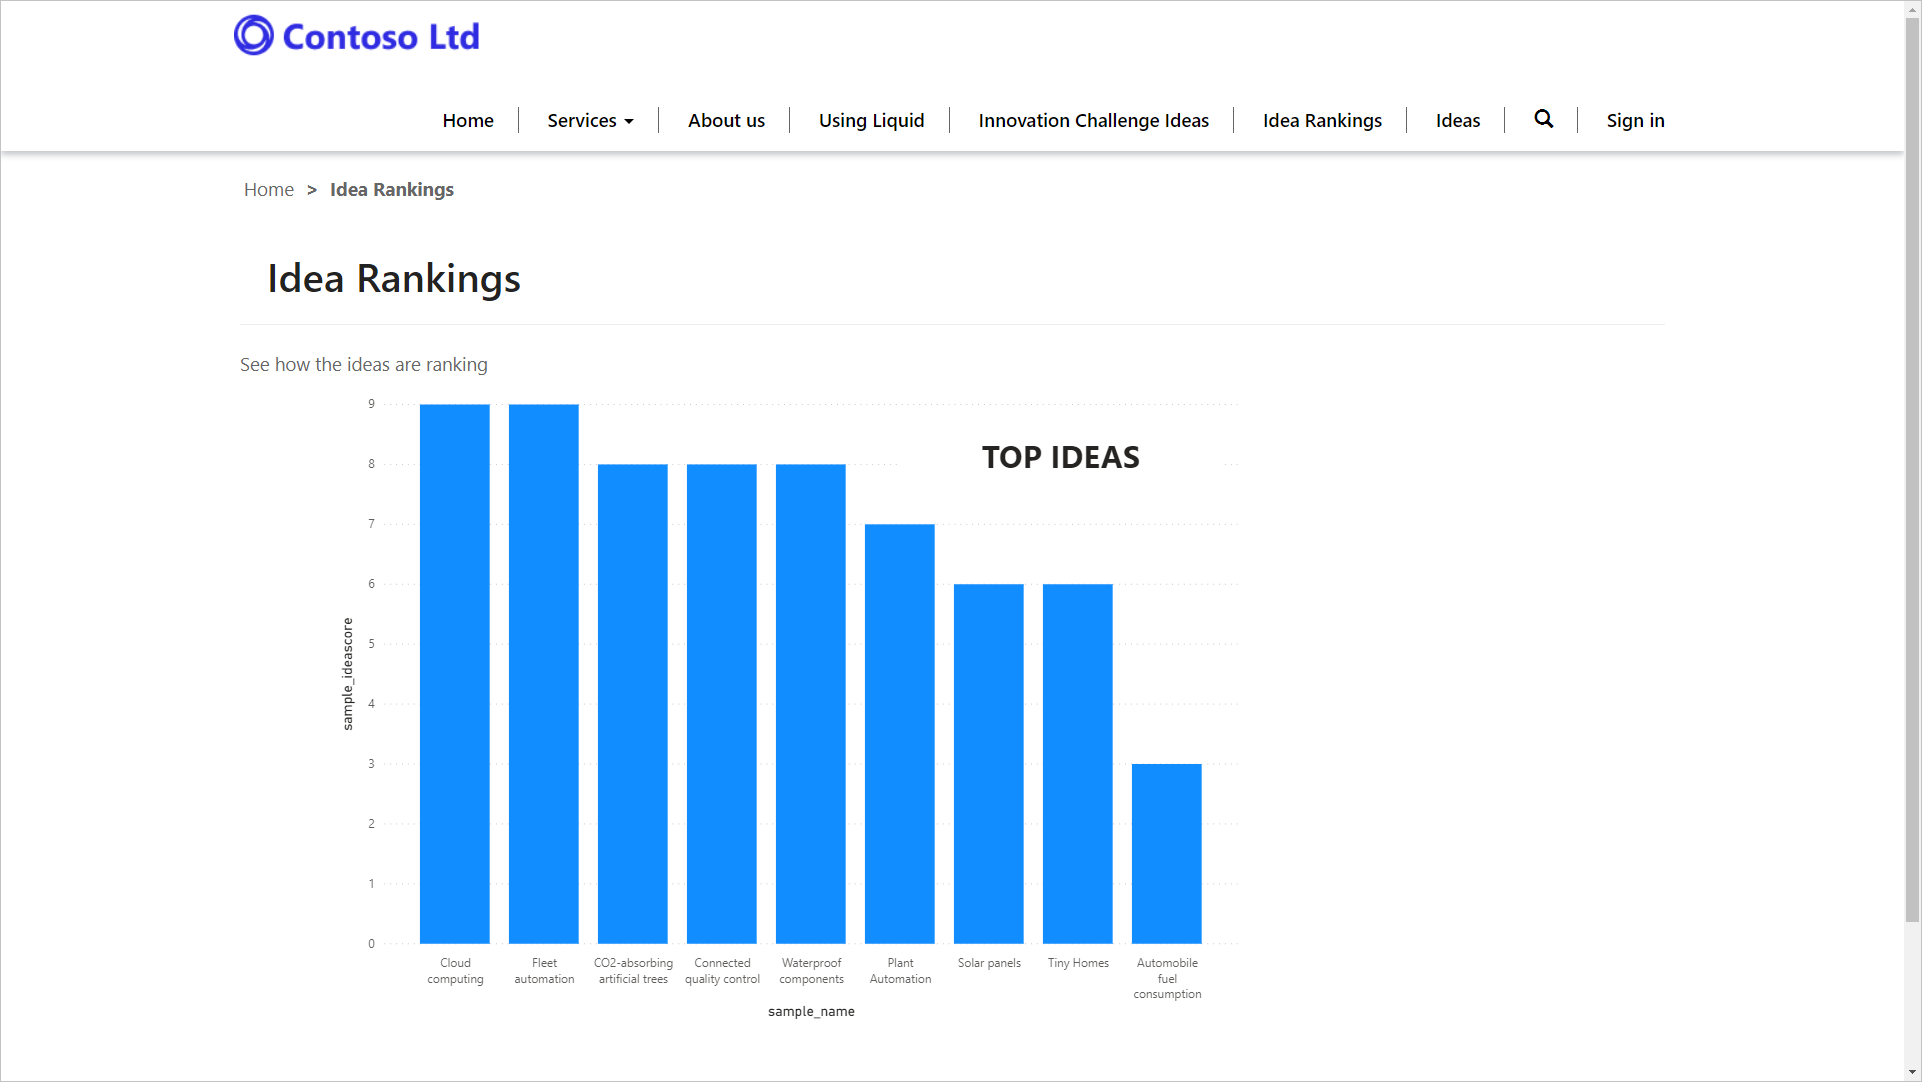 Contoso Ltd
Home Services About us Using Liquid Innovation Challenge Ideas Idea Rankings Ideas Sign in
Home > Idea Rankings
Idea Rankings
See how the ideas are ranking
TOP IDEAS
9
8
7
6
5
4
3
2
1
0
sample_ideascore
Cloud
computing
Fleet
automation
CO2-absorbing
artificial trees
Connected
quality control
Waterproof
components
Plant
Automation
Solar panels
Tiny Homes
Automobile
fuel
consumption
sample_name